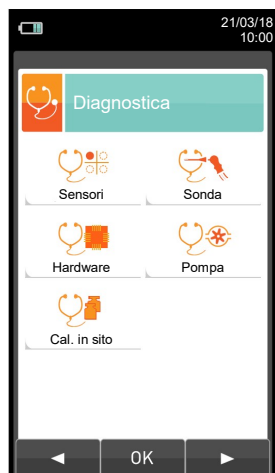 21/03/18
10:00
Diagnostica
Sensori
Sonda
Hardware
Pompa
Cal. in sito
OK